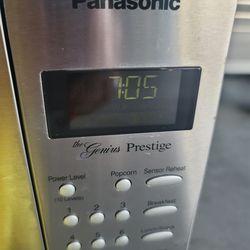 Panasonic
7:05
the Genius Prestige
Power Level
(10 Levels)
Popcorn
Sensor Reheat
1 2 3
Breakfast
4 5 6